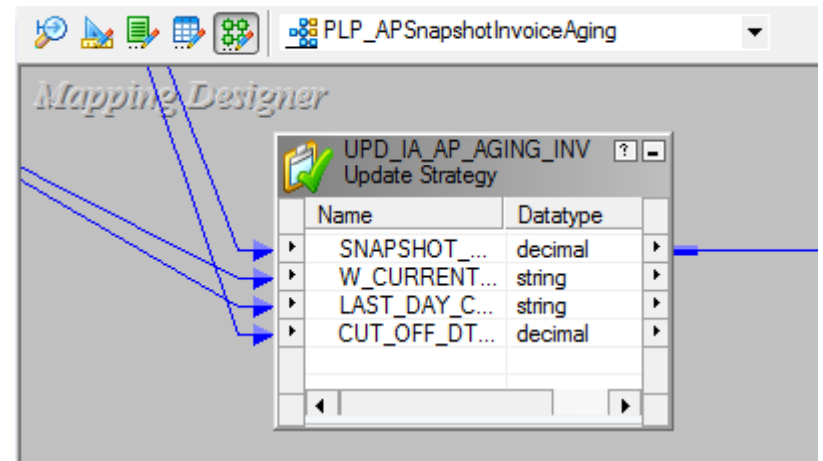 PLP_APSnapshotInvoiceAging
Mapping Designer
UPD_IA_AP_AGING_INV
Update Strategy
Name Datatype
SNAPSHOT_... decimal
W_CURRENT... string
LAST_DAY_C... string
CUT_OFF_DT... decimal